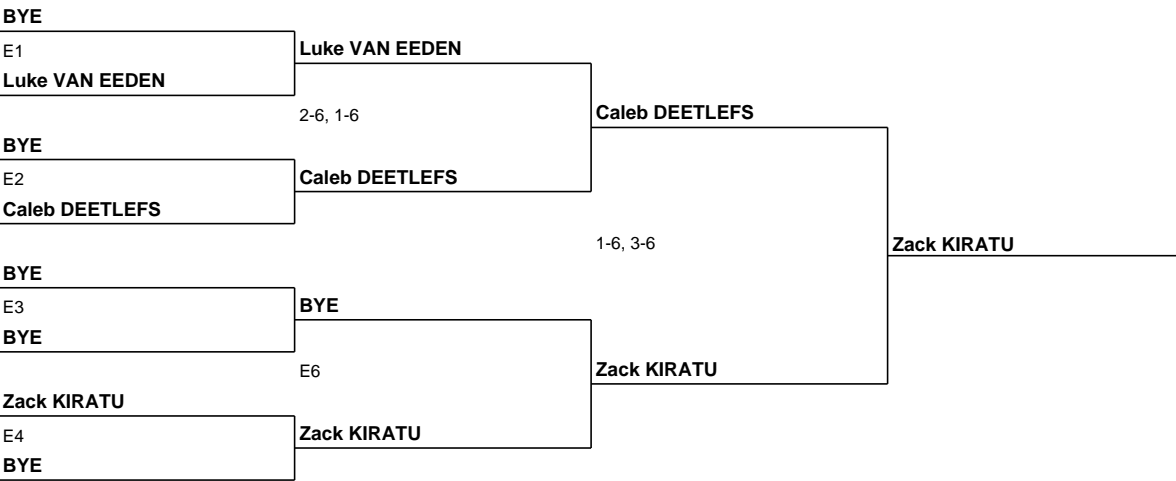 BYE
E1
Luke VAN EEDEN
BYE
E2
Caleb DEETLEFS
BYE
E3
BYE
Zack KIRATU
E4
BYE
Luke VAN EEDEN
2-6, 1-6
Caleb DEETLEFS
BYE
E6
Zack KIRATU
Caleb DEETLEFS
1-6, 3-6
Zack KIRATU
Zack KIRATU